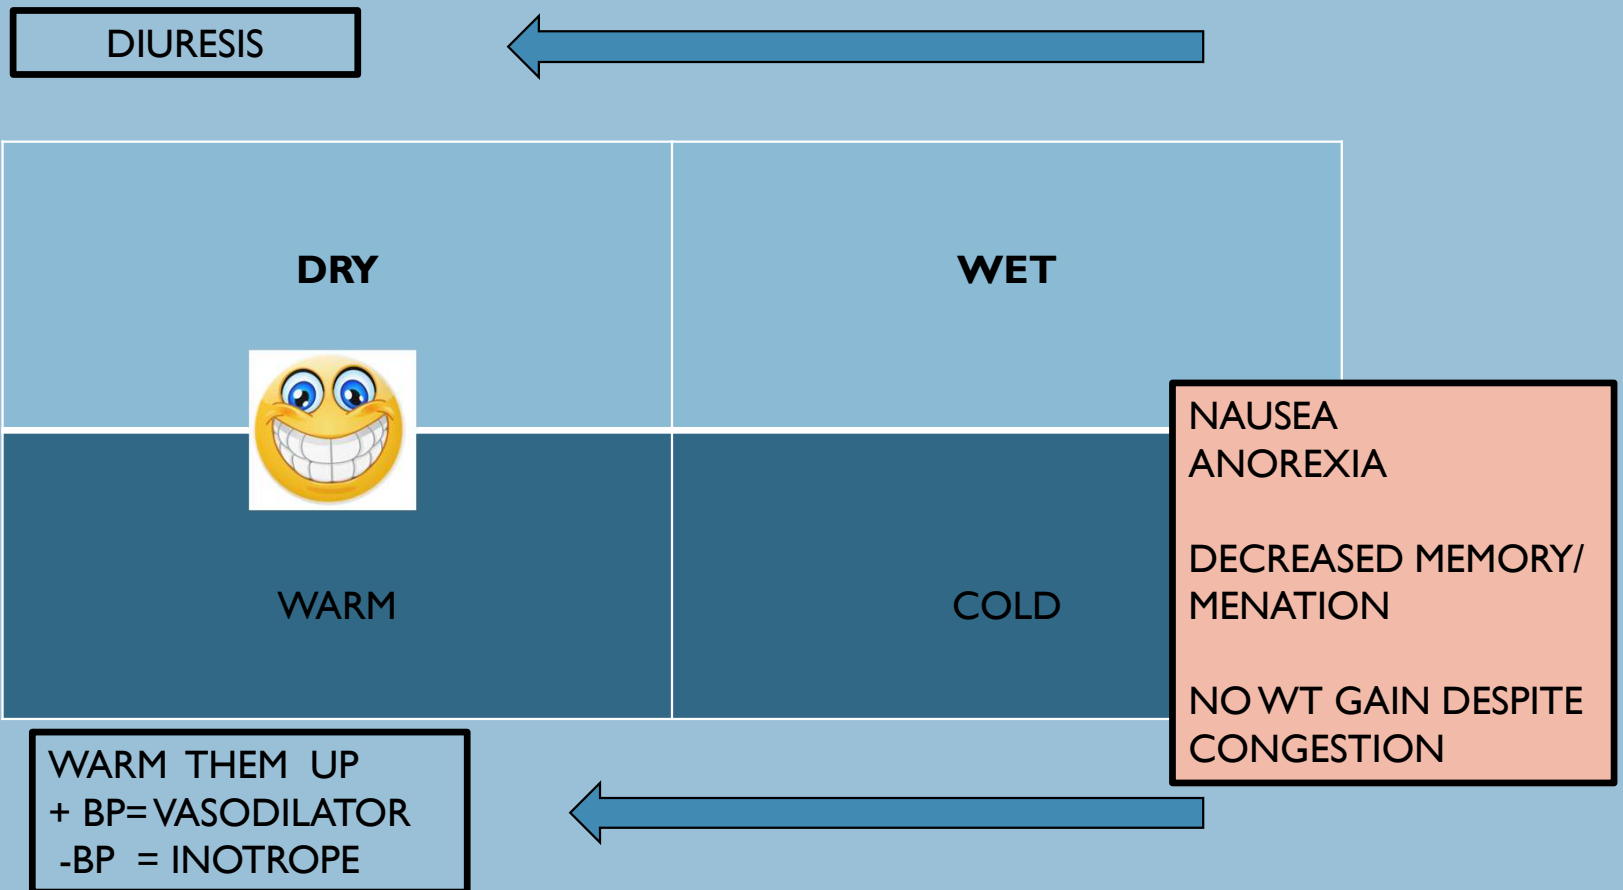 DIURESIS
DRY
WET
WARM
COLD
NAUSEA
ANOREXIA
DECREASED MEMORY/
MENATION
NO WT GAIN DESPITE
CONGESTION
WARM THEM UP
+ BP= VASODILATOR
-BP = INOTROPE